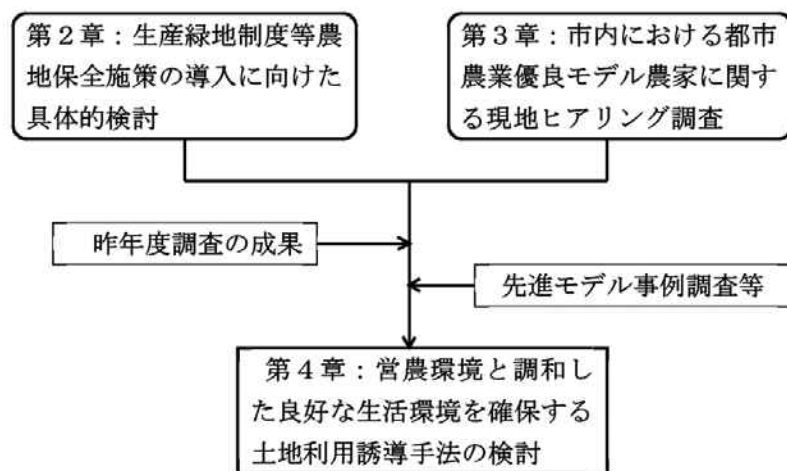 第２章：生産緑地制度等農
地保全施策の導入に向けた
具体的検討
第３章：市内における都市
農業優良モデル農家に関す
る現地ヒアリング調査
昨年度調査の成果
先進モデル事例調査等
第４章：営農環境と調和し
た良好な生活環境を確保する
土地利用誘導手法の検討